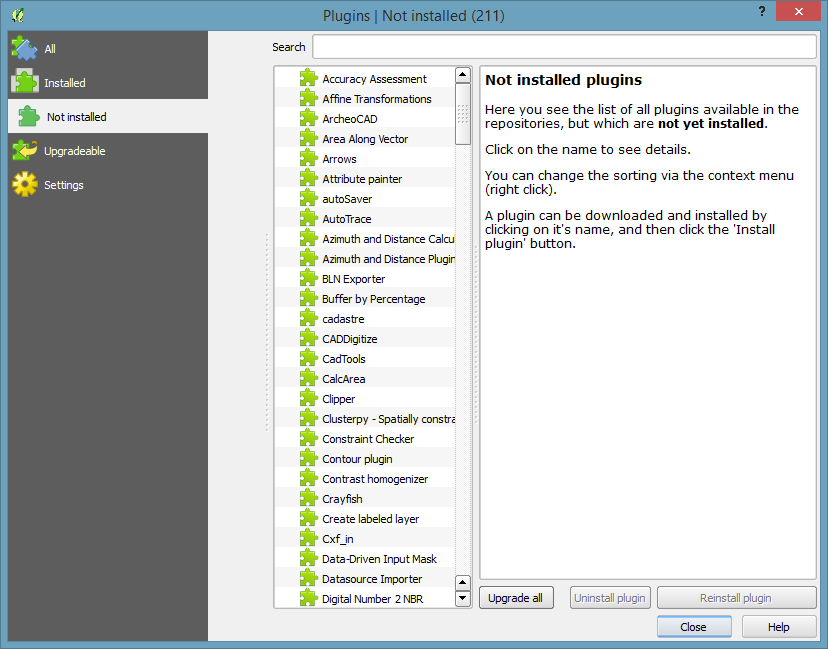 Plugins | Not installed (211)
?
All
Installed
Not installed
Upgradeable
Settings
Search
Accuracy Assessment
Affine Transformations
ArcheoCAD
Area Along Vector
Arrows
Attribute painter
autoSaver
AutoTrace
Azimuth and Distance Calcu
Azimuth and Distance Plugin
BLN Exporter
Buffer by Percentage
cadastre
CADDigitize
CadTools
CalcArea
Clipper
Clusterpy - Spatially constra
Constraint Checker
Contour plugin
Contrast homogenizer
Crayfish
Create labeled layer
Cxf_in
Data-Driven Input Mask
Datasource Importer
Digital Number 2 NBR
Not installed plugins
Here you see the list of all plugins available in the
repositories, but which are not yet installed.
Click on the name to see details.
You can change the sorting via the context menu
(right click).
A plugin can be downloaded and installed by
clicking on it's name, and then click the 'Install
plugin' button.
Upgrade all
Uninstall plugin
Reinstall plugin
Close
Help